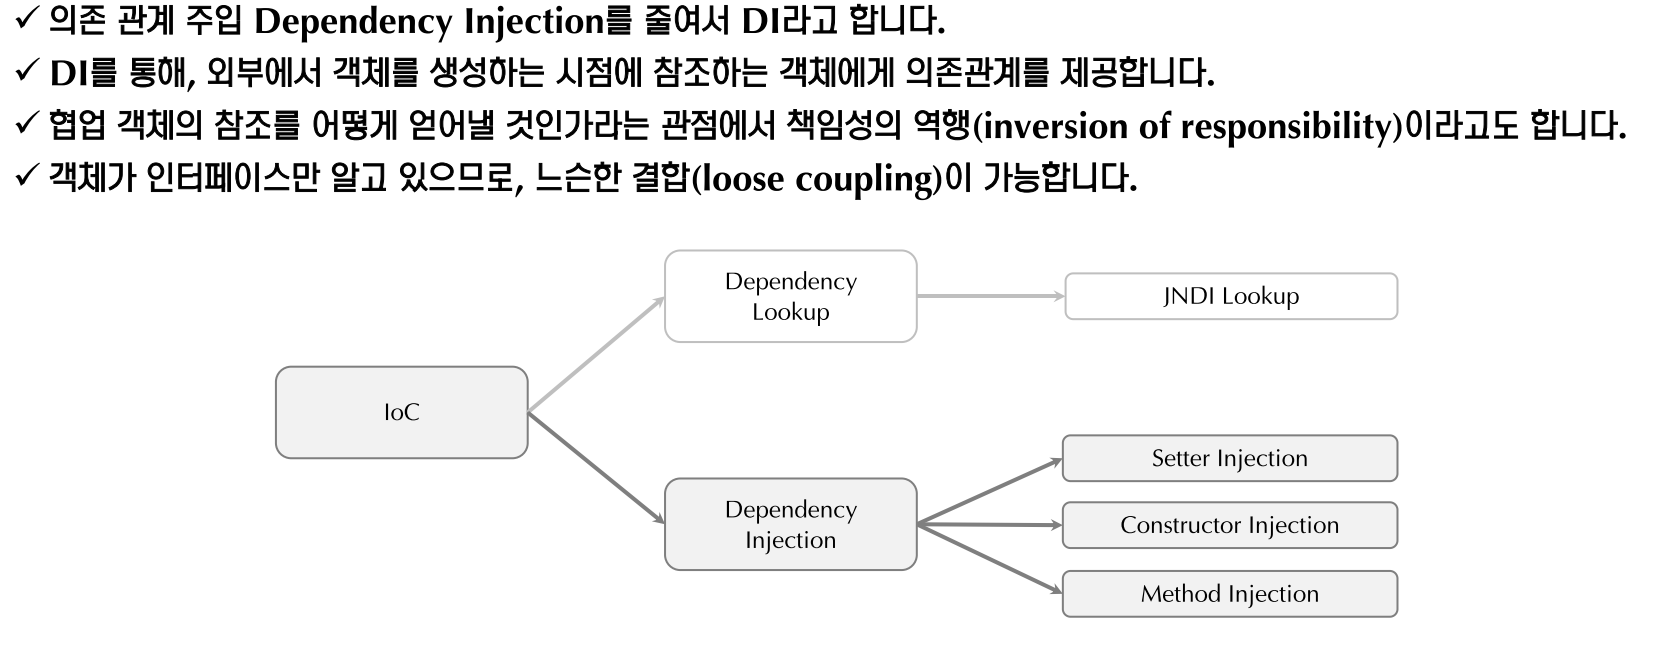 ✓ 의존 관계 주입 Dependency Injection를 줄여서 DI라고 합니다.
✓ DI를 통해, 외부에서 객체를 생성하는 시점에 참조하는 객체에게 의존관계를 제공합니다.
✓ 협업 객체의 참조를 어떻게 얻어낼 것인가라는 관점에서 책임성의 역행(inversion of responsibility)이라고도 합니다.
✓ 객체가 인터페이스만 알고 있으므로, 느슨한 결합(loose coupling)이 가능합니다.
Dependency
Lookup
JNDI Lookup
IoC
Dependency
Injection
Setter Injection
Constructor Injection
Method Injection